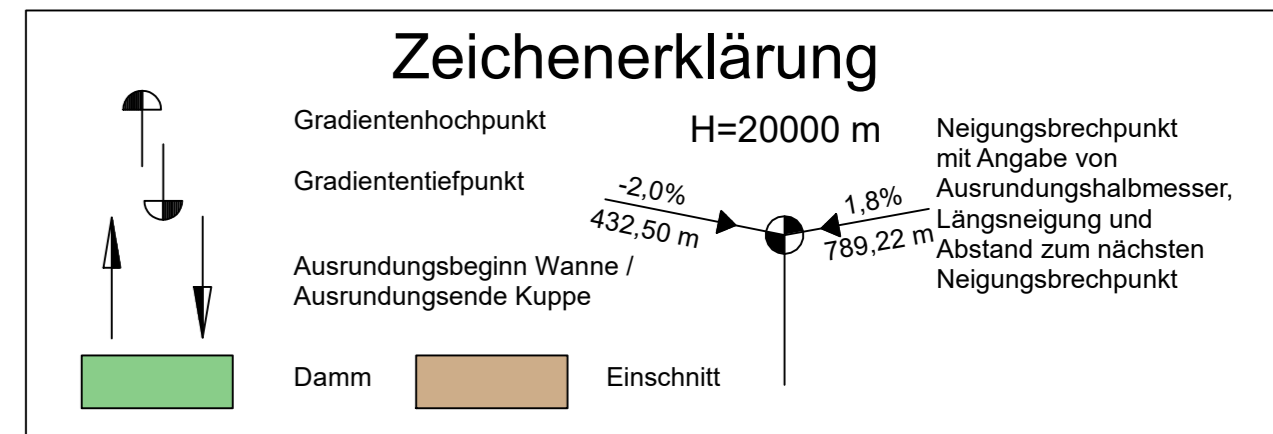 Zeichenerklärung
Gradientenhochpunkt
Gradiententiefpunkt
Ausrundungsbeginn Wanne /
Ausrundungsende Kuppe
Damm
Einschnitt
H=20000 m
-2,0%
432,50 m
1,8%
789,22 m
Neigungsbrechpunkt
mit Angabe von
Ausrundungshalbmesser,
Längsneigung und
Abstand zum nächsten
Neigungsbrechpunkt